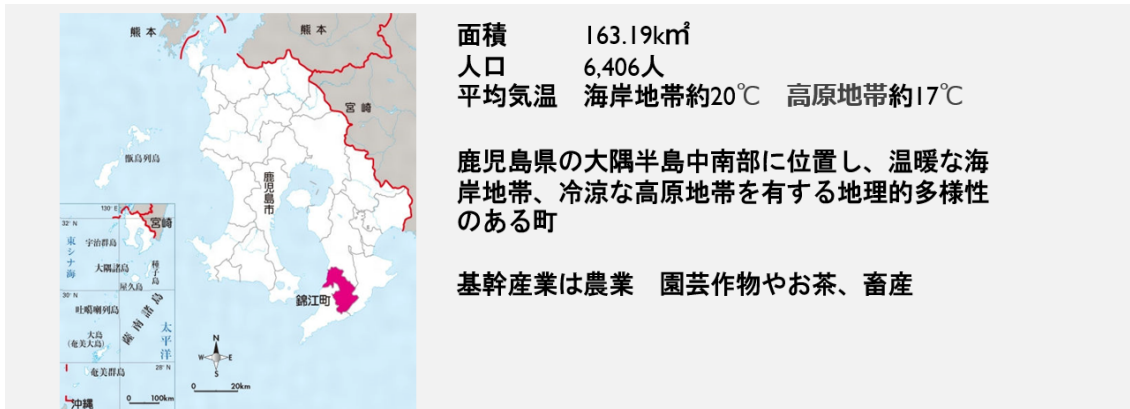 熊本
熊本
宮崎
甑島列島
鹿児島市
錦江町
N
W
E
S
0 20km
130°E
32°N
宮崎
東シナ海
宇治群島
大隅諸島
種子島
屋久島
30°N
吐噶喇列島
薩南諸島
太平洋
大島
(奄美大島)
28°N
奄美群島
沖縄
0 100km
面積 163.19k㎡
人口 6,406人
平均気温 海岸地帯約20℃ 高原地帯約17℃
鹿児島県の大隅半島中南部に位置し、温暖な海
岸地帯、冷涼な高原地帯を有する地理的多様性
のある町
基幹産業は農業 園芸作物やお茶、畜産